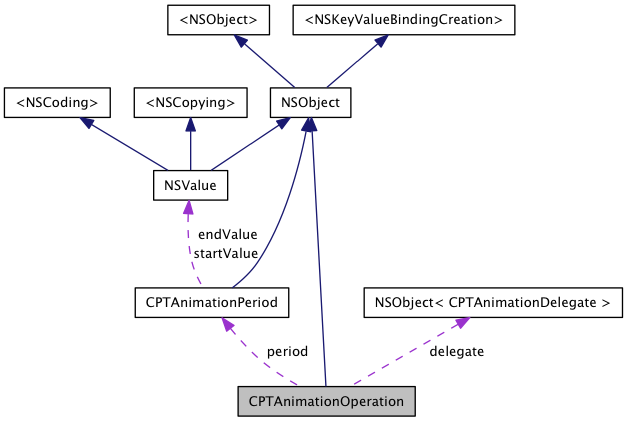 <NSObject>
<NSKeyValueBindingCreation>
<NSCoding>
<NSCopying>
NSObject
NSValue
endValue
startValue
CPTAnimationPeriod
NSObject< CPTAnimationDelegate >
period
delegate
CPTAnimationOperation